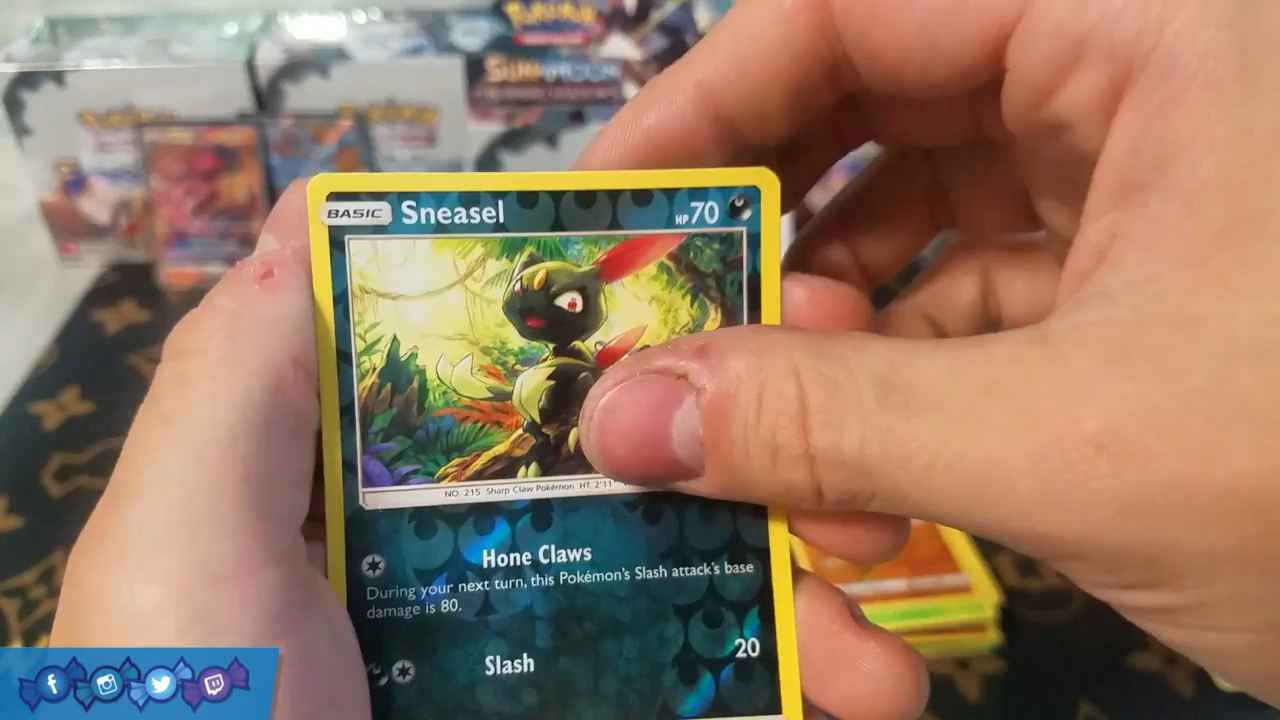 Pokémon
SUN & MOON
BASIC Sneasel HP 70
NO. 215 Sharp Claw Pokémon HT. 2'11"
Hone Claws
During your next turn, this Pokémon's Slash attack's base
damage is 80.
Slash 20